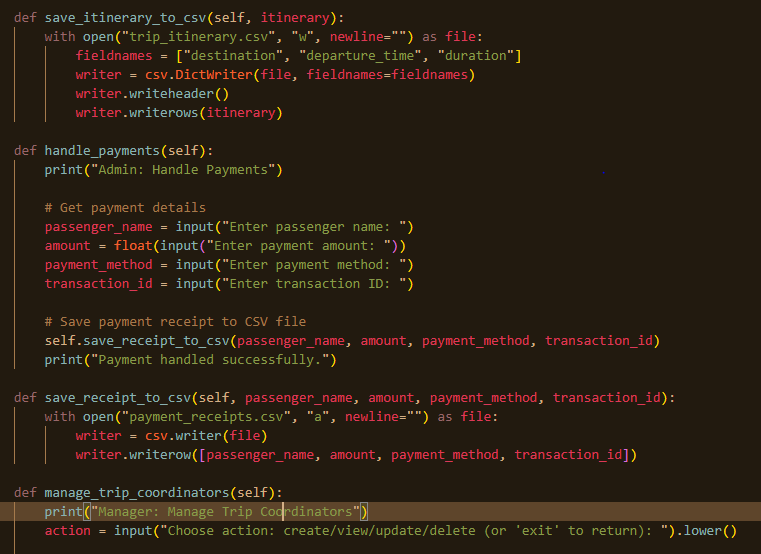 def save_itinerary_to_csv(self, itinerary):
    with open("trip_itinerary.csv", "w", newline="") as file:
        fieldnames = ["destination", "departure_time", "duration"]
        writer = csv.DictWriter(file, fieldnames=fieldnames)
        writer.writeheader()
        writer.writerows(itinerary)

def handle_payments(self):
    print("Admin: Handle Payments")

    # Get payment details
    passenger_name = input("Enter passenger name: ")
    amount = float(input("Enter payment amount: "))
    payment_method = input("Enter payment method: ")
    transaction_id = input("Enter transaction ID: ")

    # Save payment receipt to CSV file
    self.save_receipt_to_csv(passenger_name, amount, payment_method, transaction_id)
    print("Payment handled successfully.")

def save_receipt_to_csv(self, passenger_name, amount, payment_method, transaction_id):
    with open("payment_receipts.csv", "a", newline="") as file:
        writer = csv.writer(file)
        writer.writerow([passenger_name, amount, payment_method, transaction_id])

def manage_trip_coordinators(self):
    print("Manager: Manage Trip Coordinators")
    action = input("Choose action: create/view/update/delete (or 'exit' to return): ").lower()